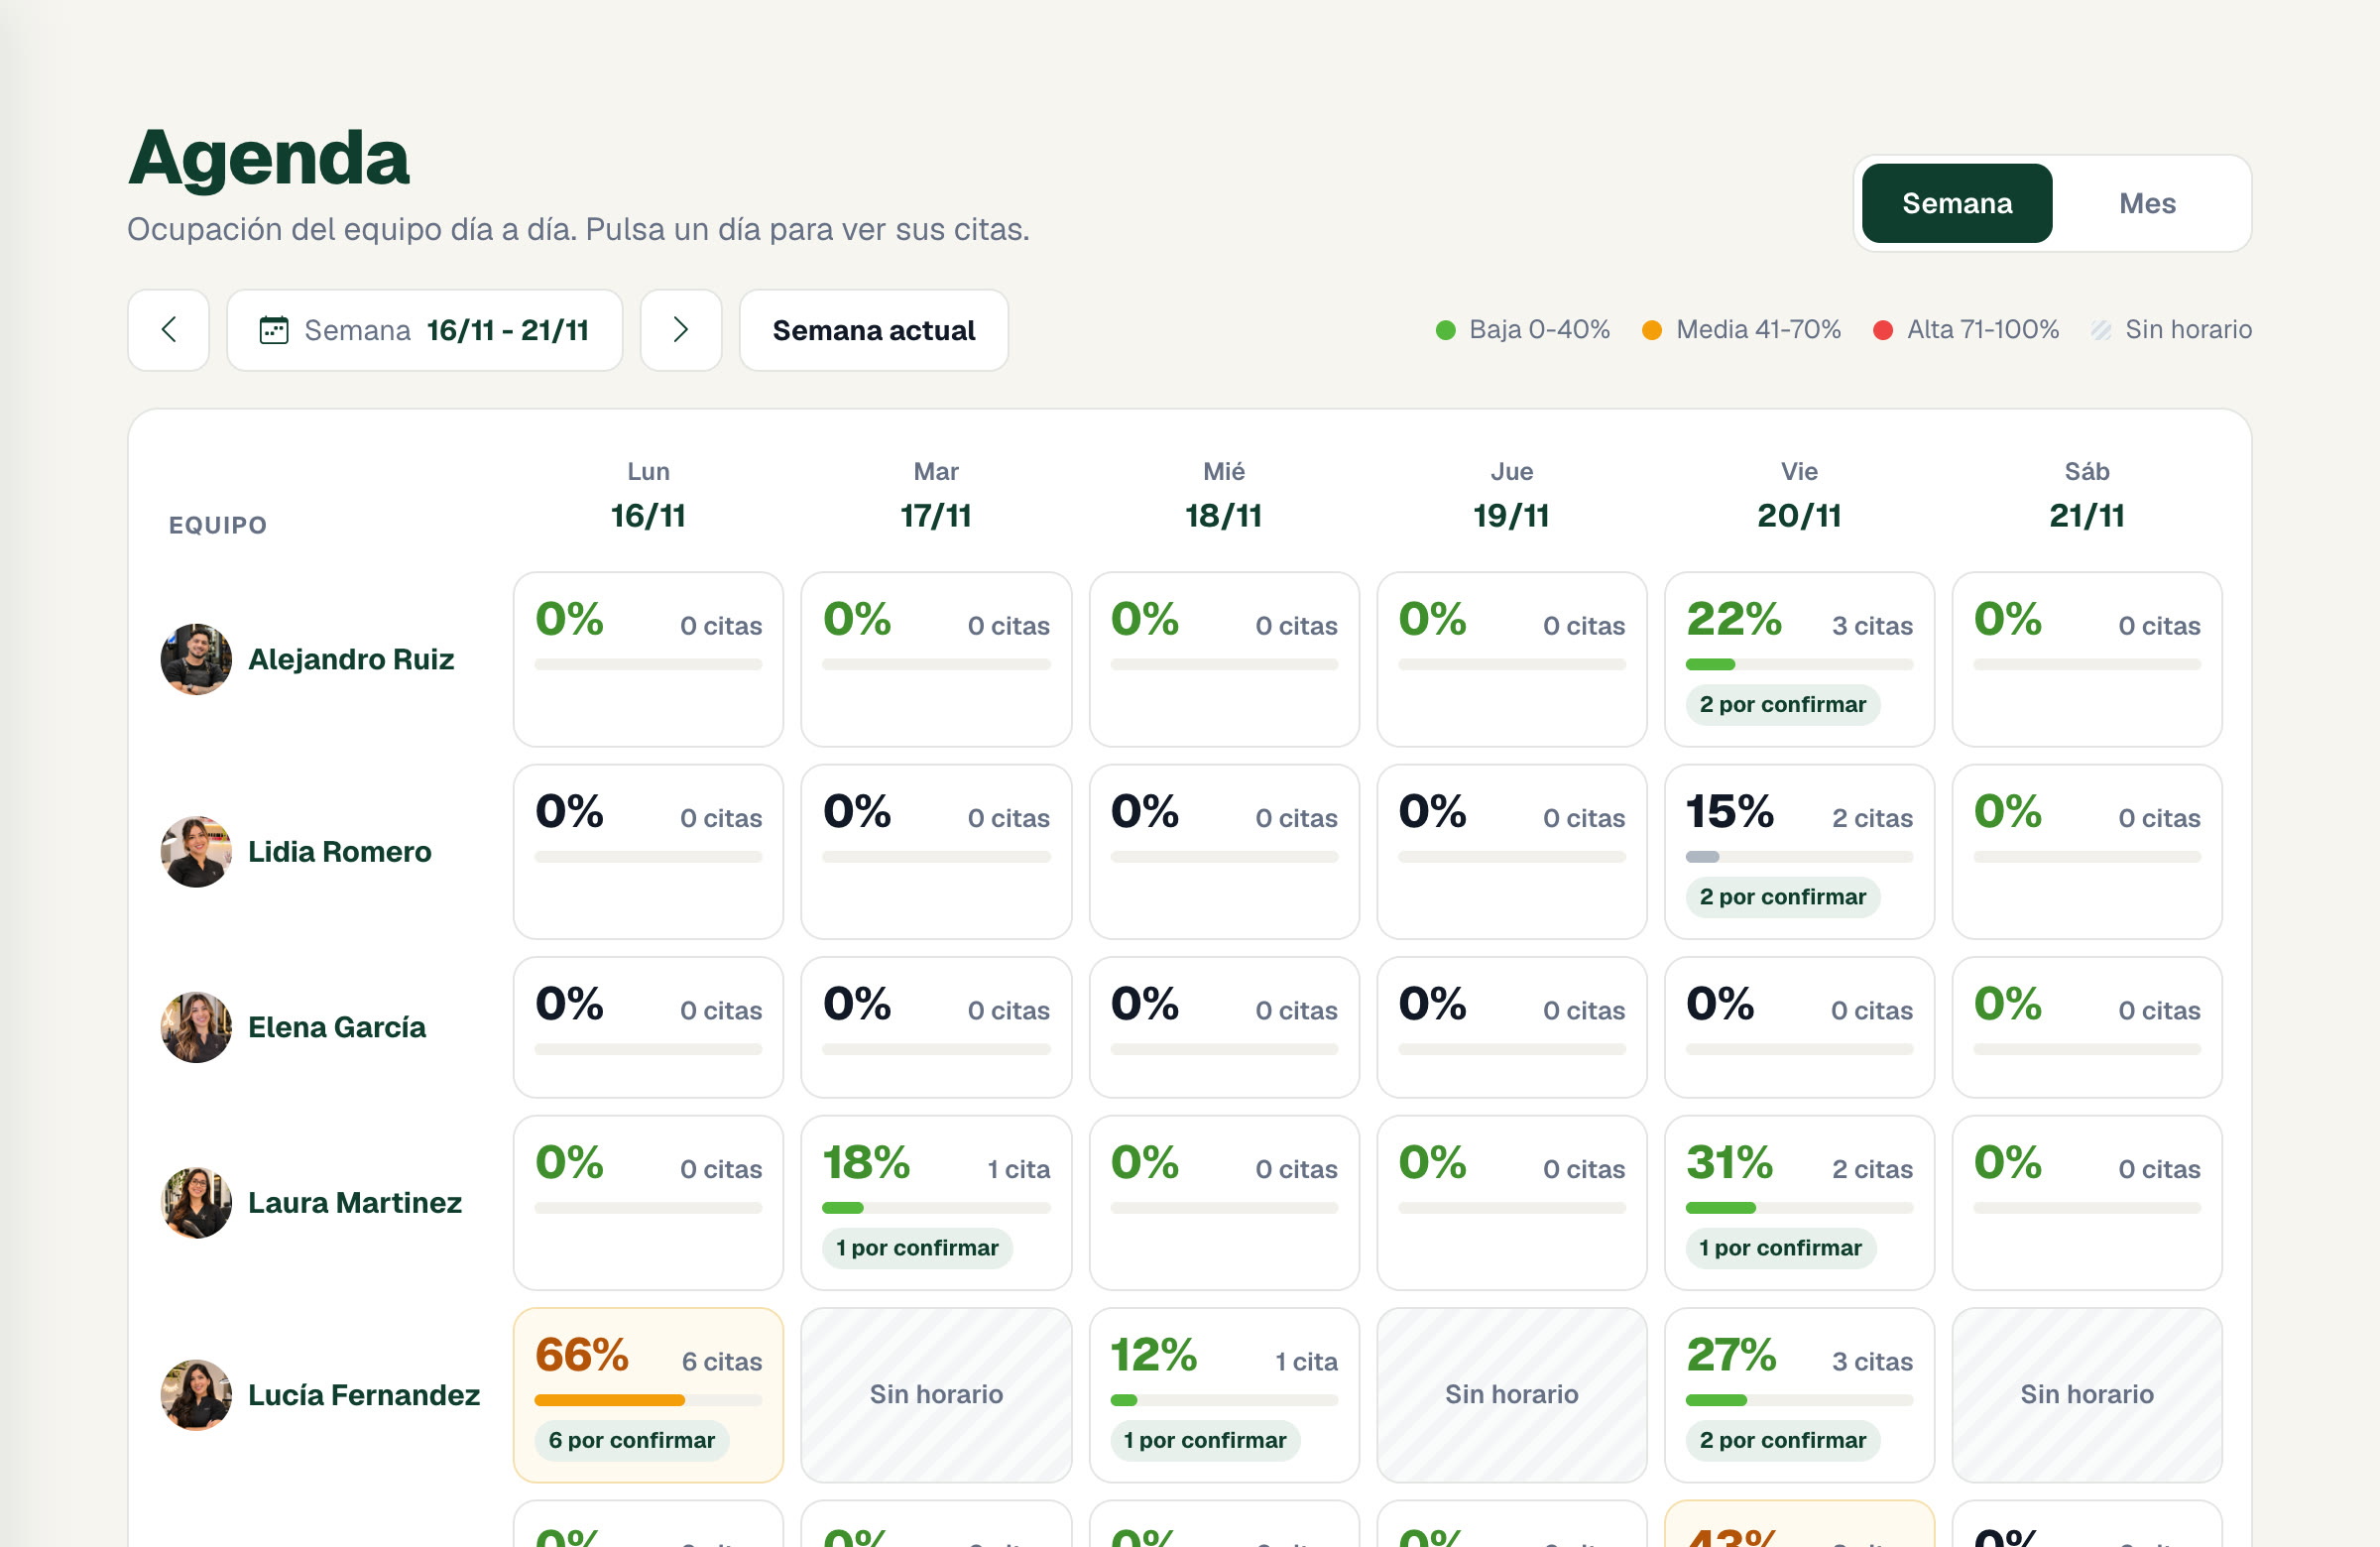 Agenda
Ocupación del equipo día a día. Pulsa un día para ver sus citas.
Semana Mes
Semana 16/11 - 21/11 Semana actual
Baja 0-40% Media 41-70% Alta 71-100% Sin horario
Lun Mar Mié Jue Vie Sáb
EQUIPO 16/11 17/11 18/11 19/11 20/11 21/11
Alejandro Ruiz
0% 0 citas 0% 0 citas 0% 0 citas 0% 0 citas 22% 3 citas 0% 0 citas
2 por confirmar
Lidia Romero
0% 0 citas 0% 0 citas 0% 0 citas 0% 0 citas 15% 2 citas 0% 0 citas
2 por confirmar
Elena García
0% 0 citas 0% 0 citas 0% 0 citas 0% 0 citas 0% 0 citas 0% 0 citas
Laura Martinez
0% 0 citas 18% 1 cita 0% 0 citas 0% 0 citas 31% 2 citas 0% 0 citas
1 por confirmar 1 por confirmar
Lucía Fernandez
66% 6 citas Sin horario 12% 1 cita Sin horario 27% 3 citas Sin horario
6 por confirmar 1 por confirmar 2 por confirmar
0% 0% 0% 0% 43% 0%